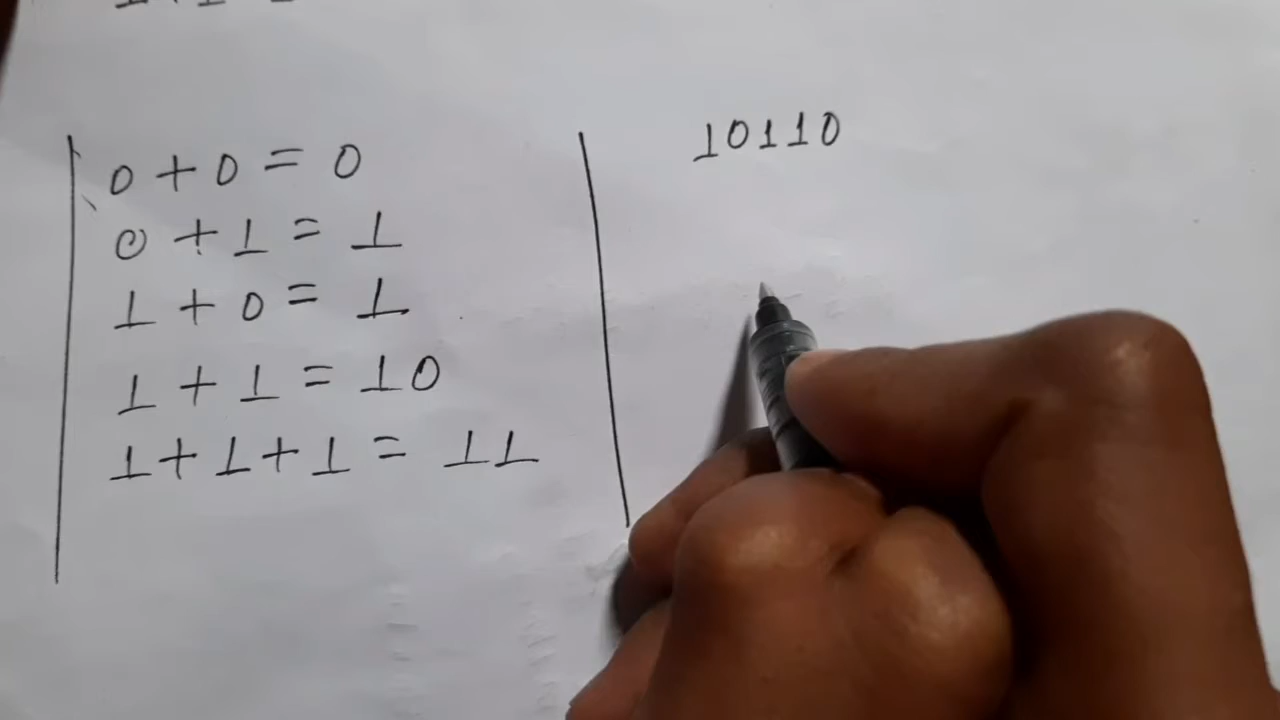 0 + 0 = 0
0 + 1 = 1
1 + 0 = 1
1 + 1 = 10
1 + 1 + 1 = 11
10110